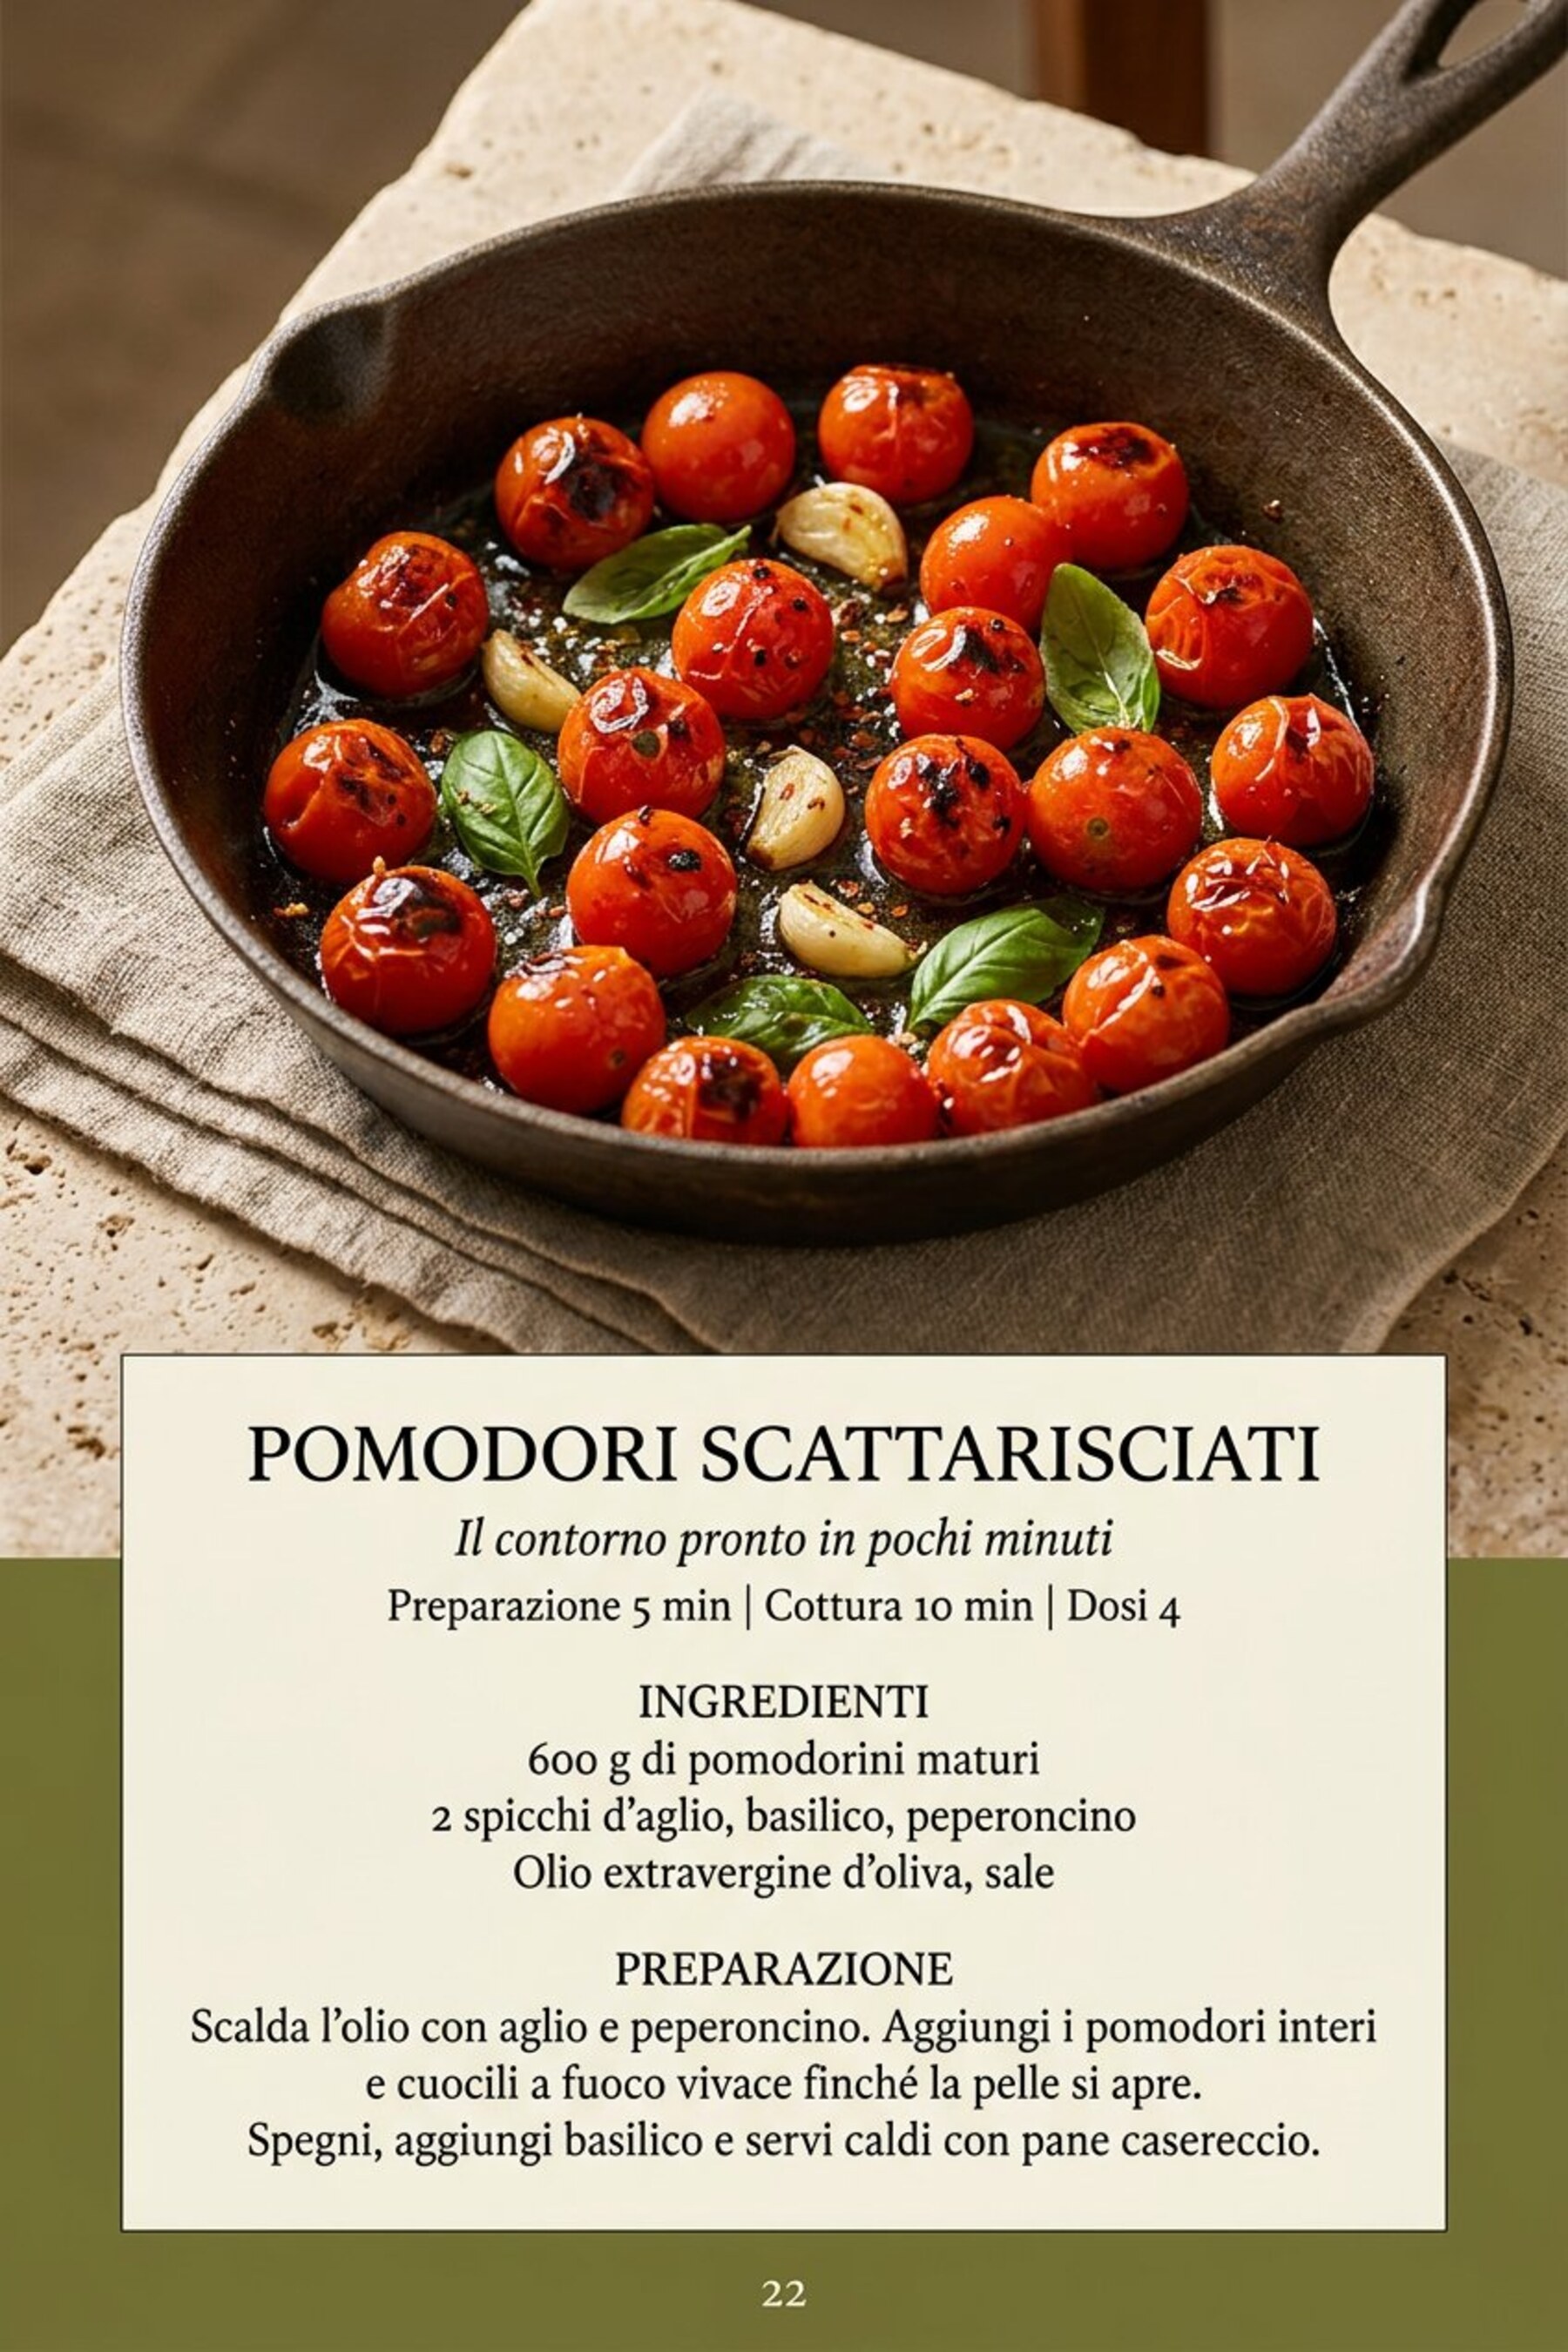 POMODORI SCATTARISCIATI
Il contorno pronto in pochi minuti
Preparazione 5 min | Cottura 10 min | Dosi 4
INGREDIENTI
600 g di pomodorini maturi
2 spicchi d’aglio, basilico, peperoncino
Olio extravergine d’oliva, sale
PREPARAZIONE
Scalda l’olio con aglio e peperoncino. Aggiungi i pomodori interi
e cuocili a fuoco vivace finché la pelle si apre.
Spegni, aggiungi basilico e servi caldi con pane casereccio.
22